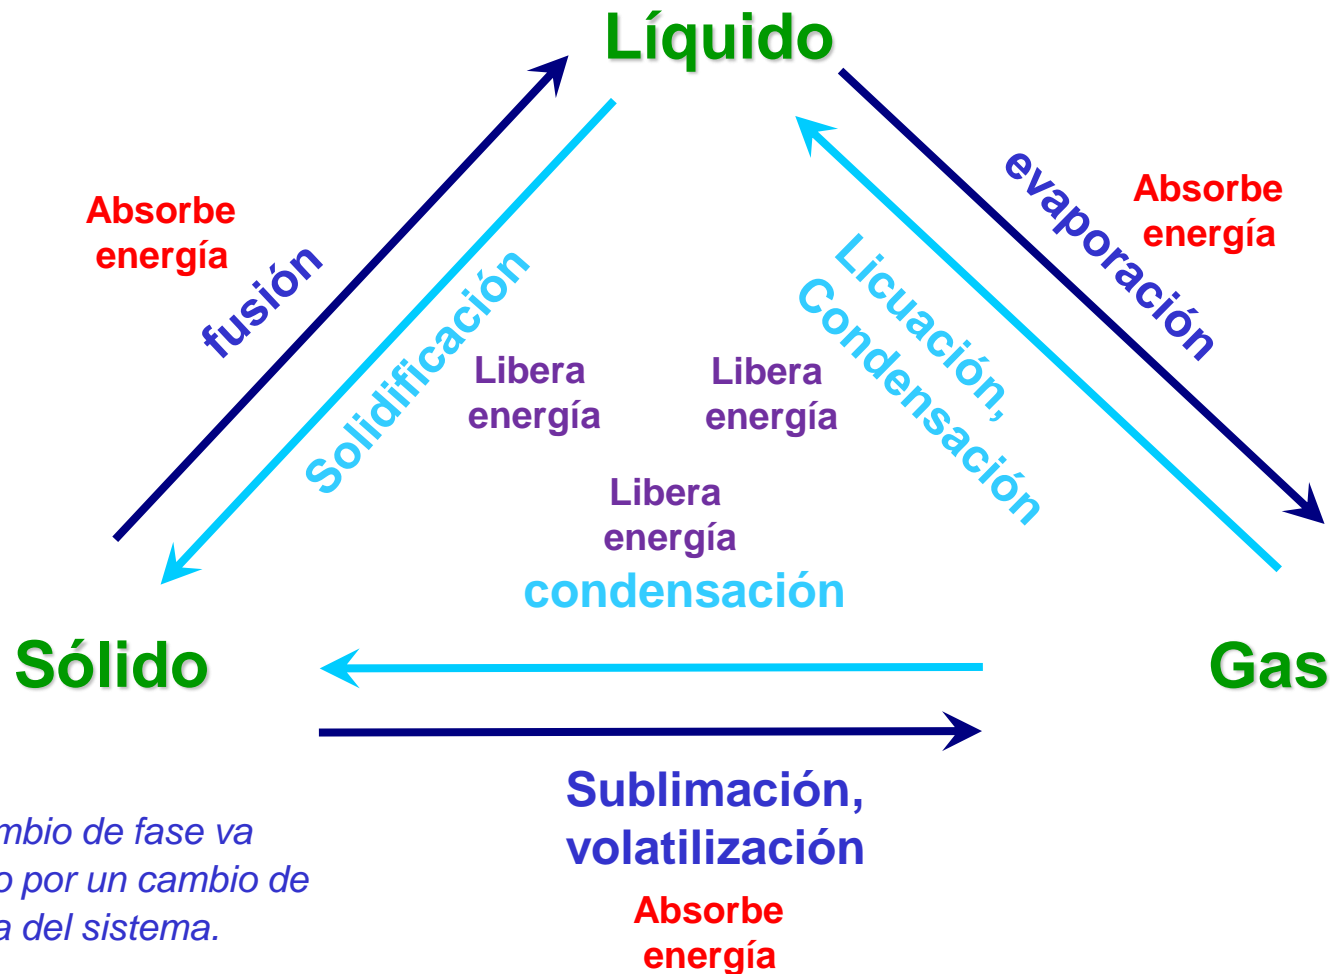 Líquido
Absorbe
energía
fusión
Solidificación
evaporación
Absorbe
energía
Licuación,
Condensación
Libera
energía
Libera
energía
Libera
energía
condensación
Sólido
Gas
Sublimación,
volatilización
Absorbe
energía
mbio de fase va
o por un cambio de
a del sistema.